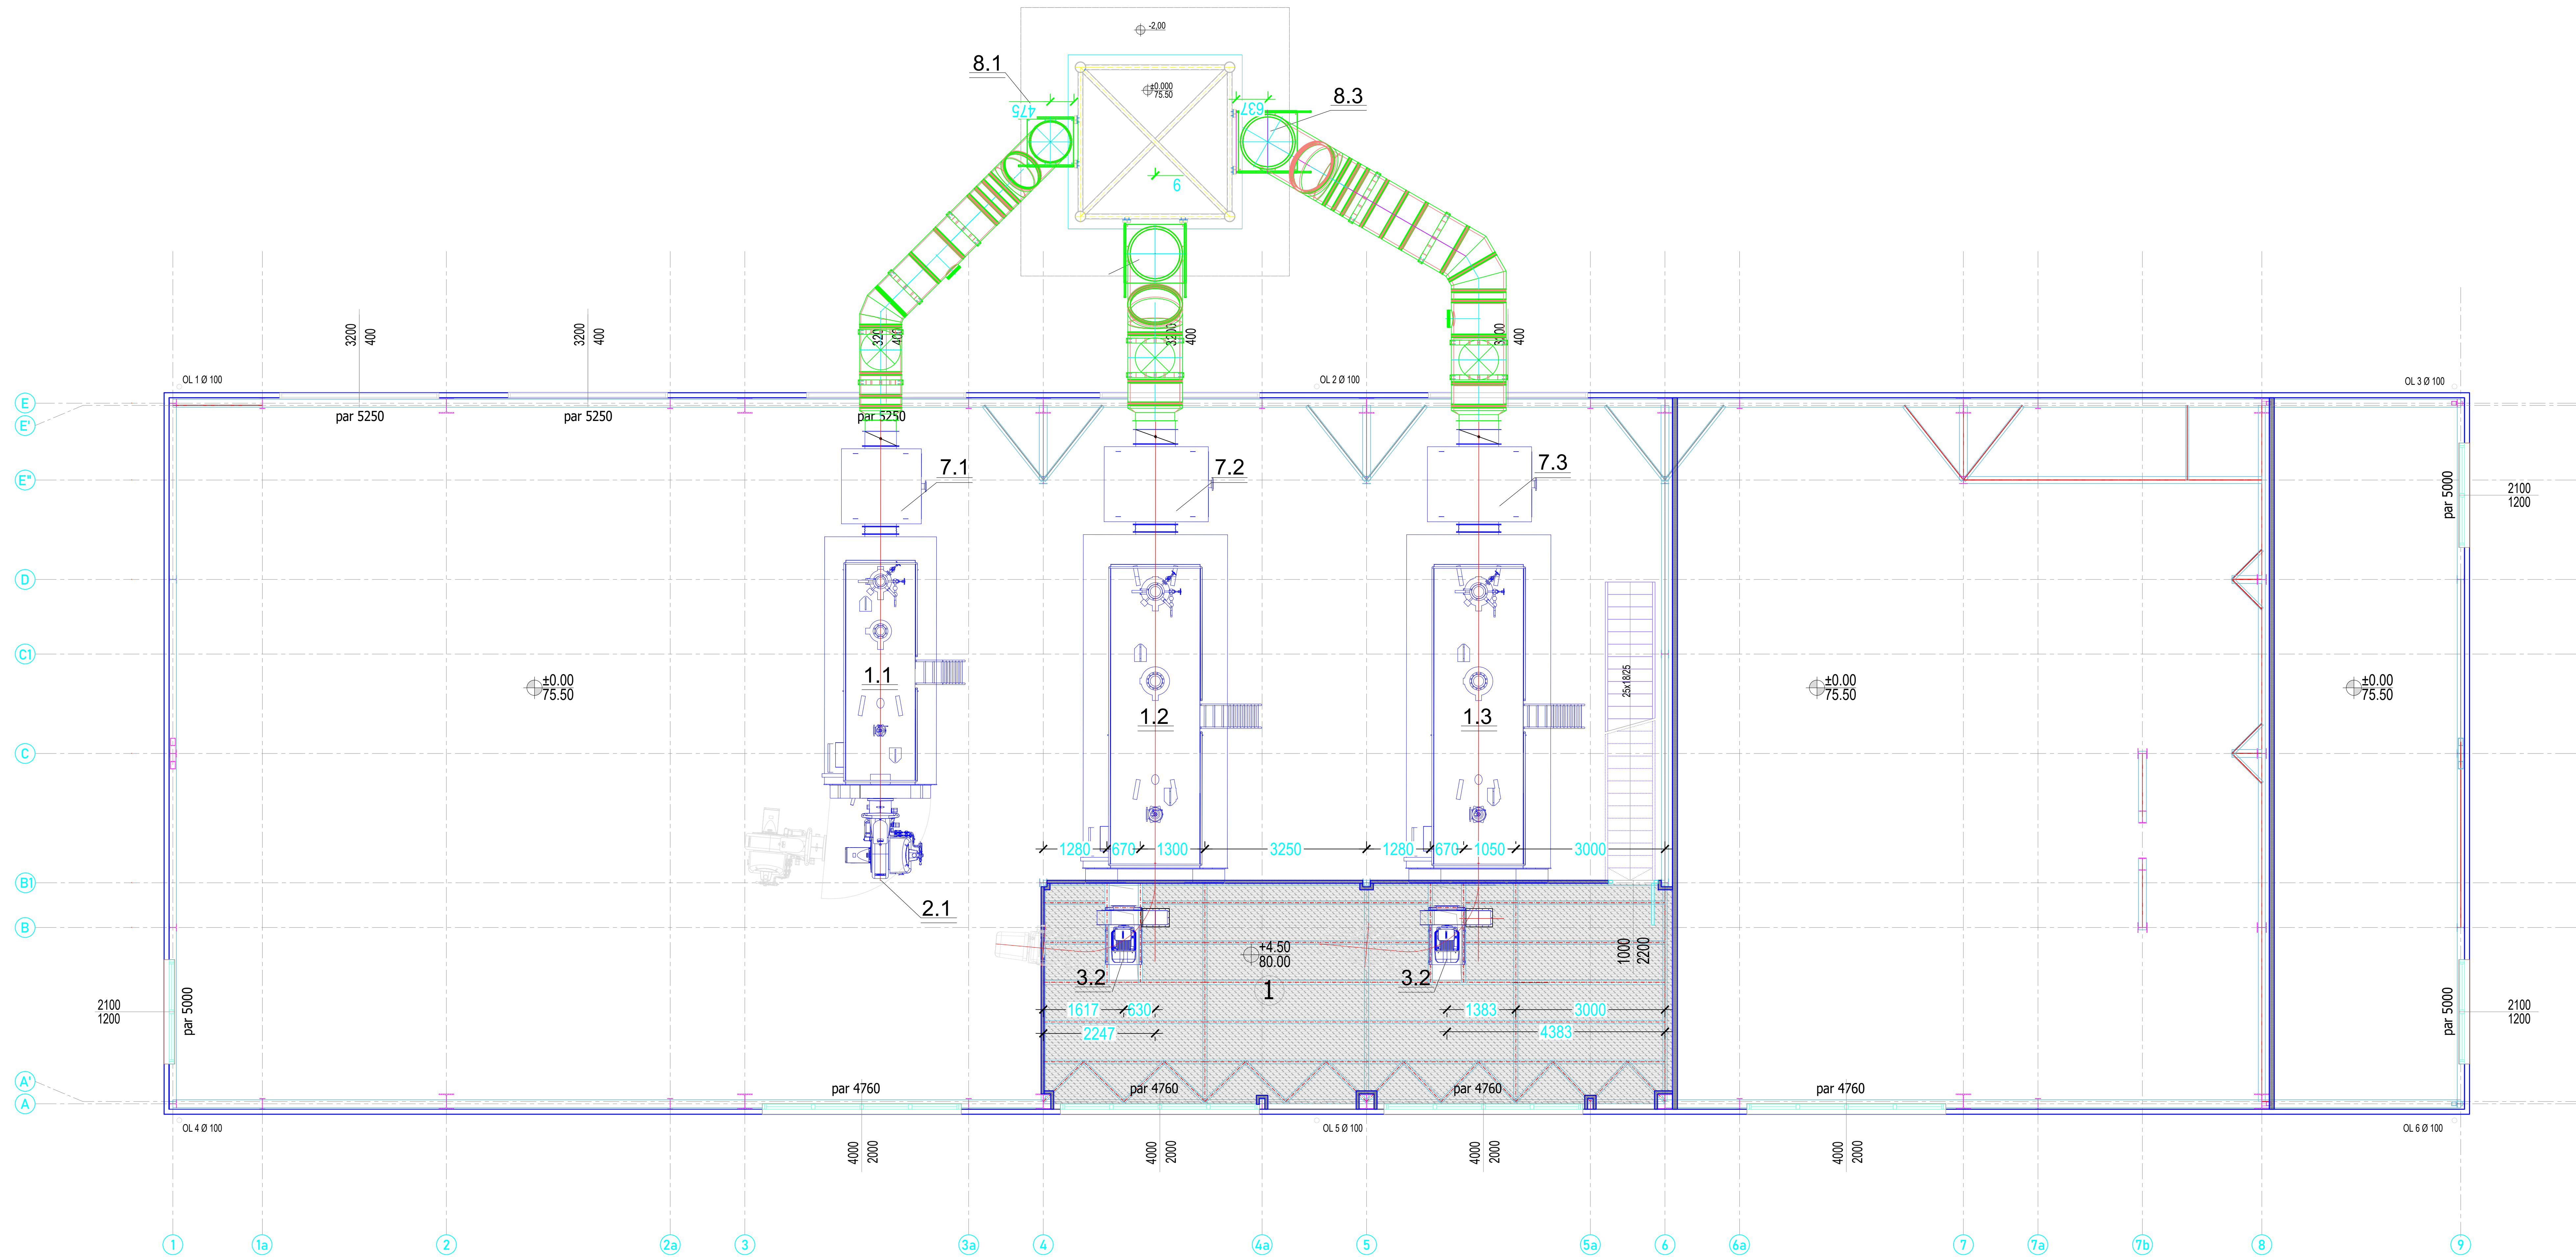 -2,00
8.1
±0.000
75.50
8.3
475
637
9
3200
400
3200
400
3200
400
3200
400
3200
400
OL 1 Ø 100
OL 2 Ø 100
OL 3 Ø 100
E
E'
par 5250
par 5250
par 5250
7.1
7.2
7.3
E"
par 5000
2100
1200
D
C1
25x18/25
1.1
±0.00
75.50
±0.00
75.50
±0.00
75.50
1.2
1.3
C
1280
670
1300
3250
1280
670
1050
3000
B1
2.1
B
+4.50
80.00
1000
2200
3.2
3.2
1
2100
1200
par 5000
1617
630
1383
3000
par 5000
2100
1200
2247
4383
A'
A
par 4760
par 4760
par 4760
par 4760
OL 4 Ø 100
OL 5 Ø 100
OL 6 Ø 100
4000
2000
4000
2000
4000
2000
4000
2000
1
1a
2
2a
3
3a
4
4a
5
5a
6
6a
7
7a
7b
8
9